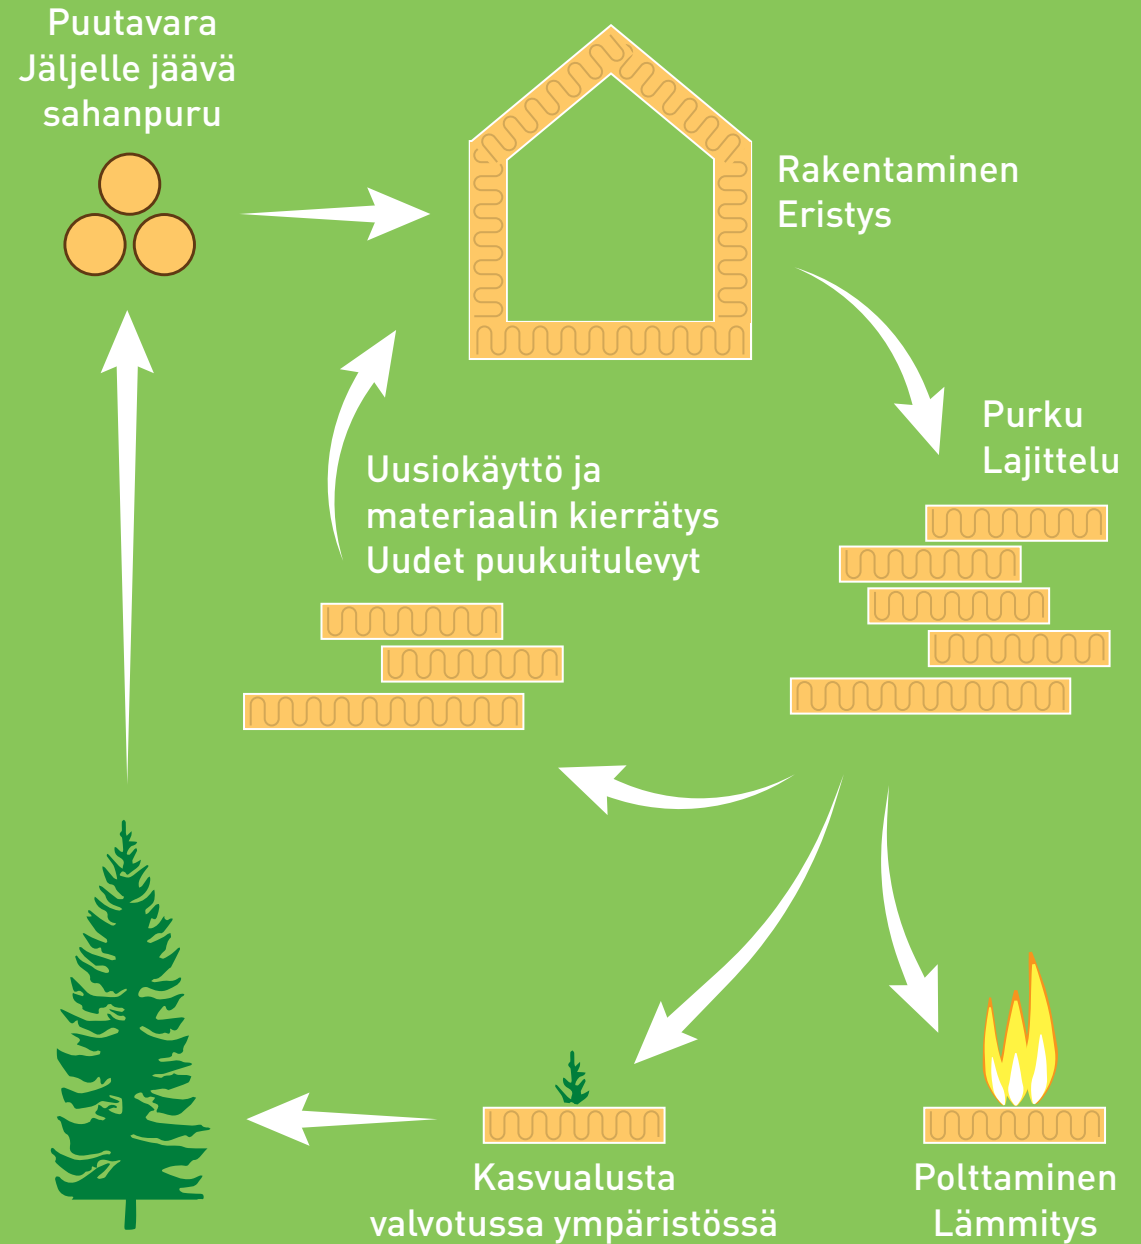 Puutavara
Jäljelle jäävä
sahanpuru
Rakentaminen
Eristys
Purku
Lajittelu
Uusiokäyttö ja
materiaalin kierrätys
Uudet puukuitulevyt
Kasvualusta
valvotussa ympäristössä
Polttaminen
Lämmitys